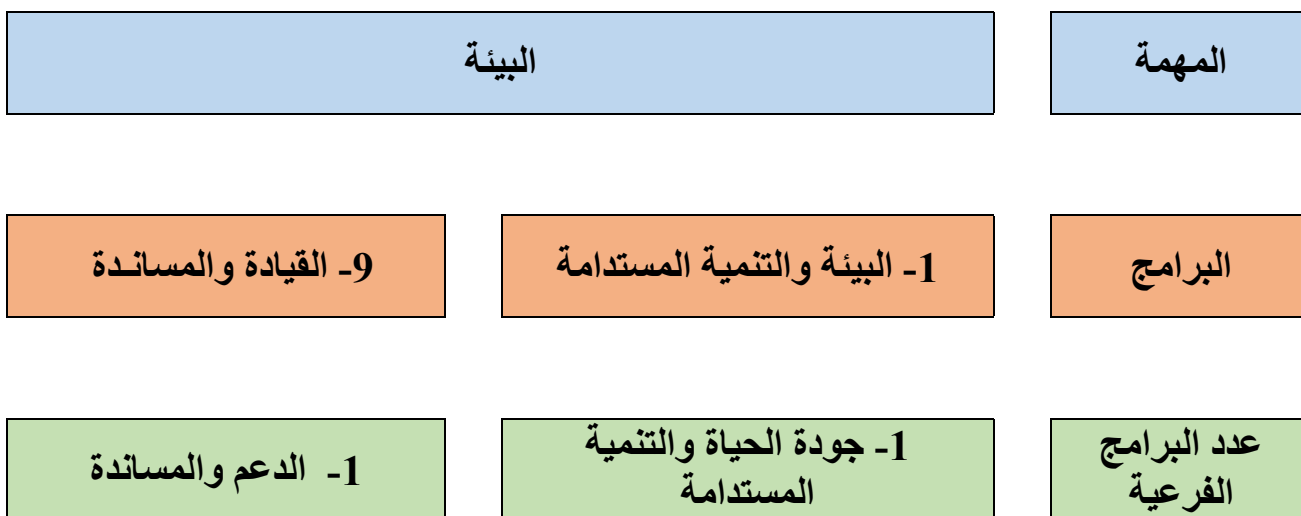 المهمة
البيئة
البرامج
1- البيئة والتنمية المستدامة
9- القيادة والمساندة
عدد البرامج
الفرعية
1- جودة الحياة والتنمية
المستدامة
1- الدعم والمساندة